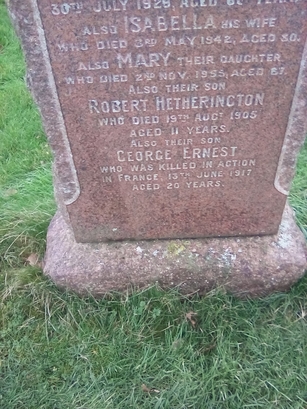 30TH JULY 1929, AGED
ALSO ISABELLA HIS WIFE
WHO DIED 3RD MAY 1942, AGED 80.
ALSO MARY THEIR DAUGHTER
WHO DIED 2ND NOV. 1955, AGED 67.
ALSO THEIR SON
ROBERT HETHERINGTON
WHO DIED 19TH AUGT 1905
AGED 11 YEARS.
ALSO THEIR SON
GEORGE ERNEST
WHO WAS KILLED IN ACTION
IN FRANCE, 13TH JUNE 1917
AGED 20 YEARS.